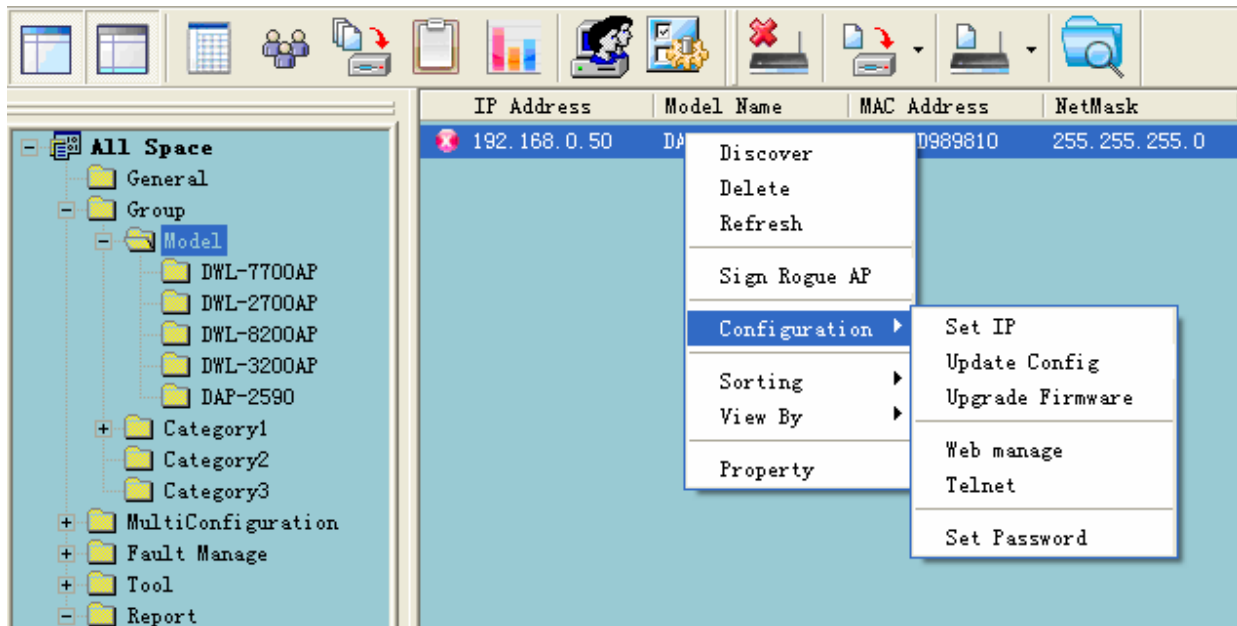 IP Address Model Name MAC Address NetMask
192.168.0.50 D989810 255.255.255.0
All Space
General
Group
Model
DWL-7700AP
DWL-2700AP
DWL-8200AP
DWL-3200AP
DAP-2590
Category1
Category2
Category3
MultiConfiguration
Fault Manage
Tool
Report
Discover
Delete
Refresh
Sign Rogue AP
Configuration
Sorting
View By
Property
Set IP
Update Config
Upgrade Firmware
Web manage
Telnet
Set Password